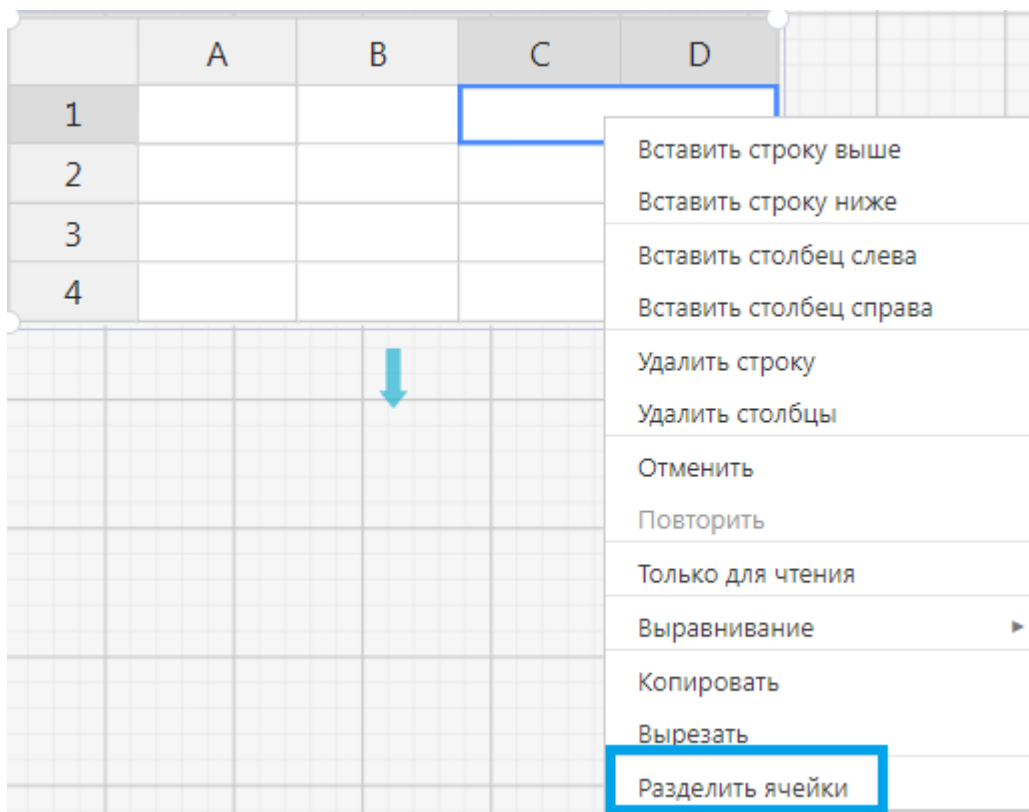 A B C D
1
2
3
4
Вставить строку выше
Вставить строку ниже
Вставить столбец слева
Вставить столбец справа
Удалить строку
Удалить столбцы
Отменить
Повторить
Только для чтения
Выравнивание
Копировать
Вырезать
Разделить ячейки